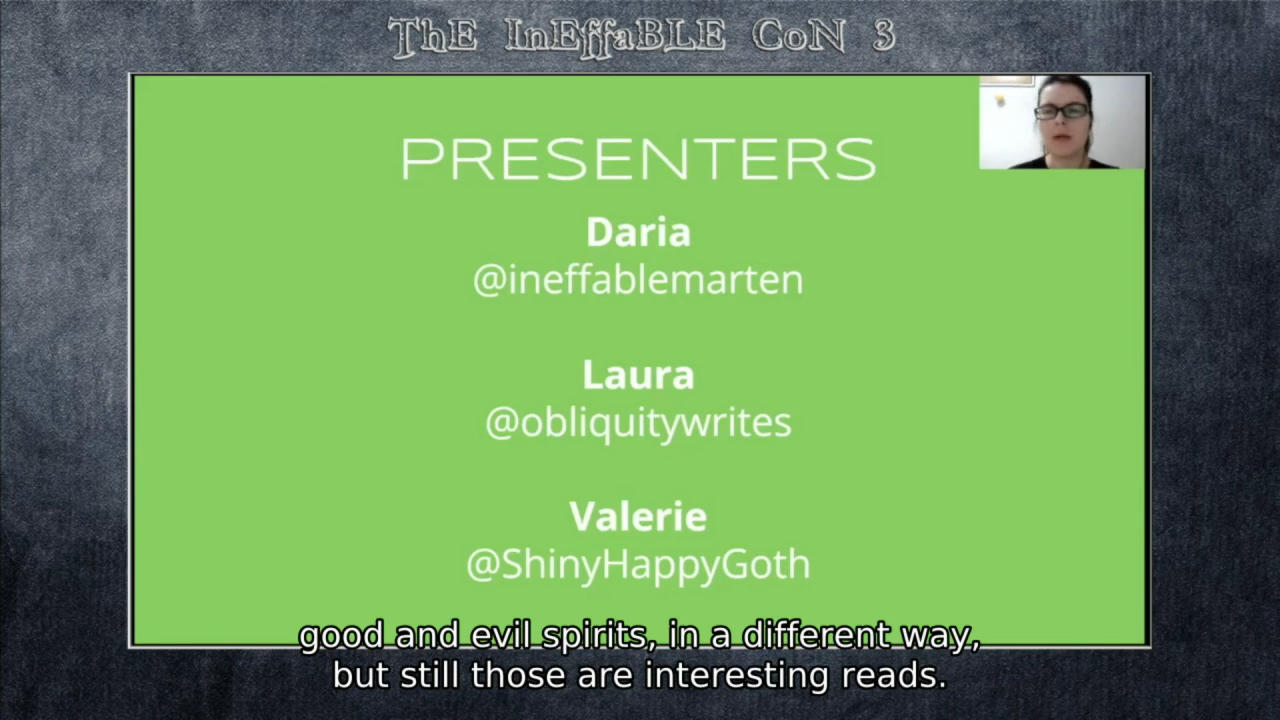 ThE InEffaBLE CoN 3
PRESENTERS
Daria
@ineffablemarten
Laura
@obliquitywrites
Valerie
@ShinyHappyGoth
good and evil spirits, in a different way,
but still those are interesting reads.